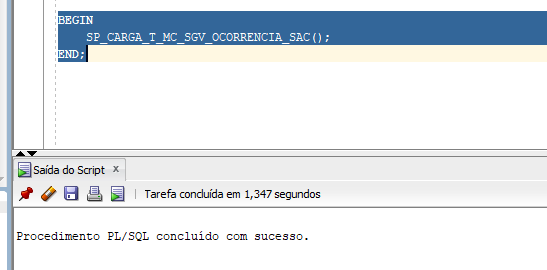 BEGIN
SP_CARGA_T_MC_SGV_OCORRENCIA_SAC();
END;
Saída do Script x
Tarefa concluída em 1,347 segundos
Procedimento PL/SQL concluído com sucesso.